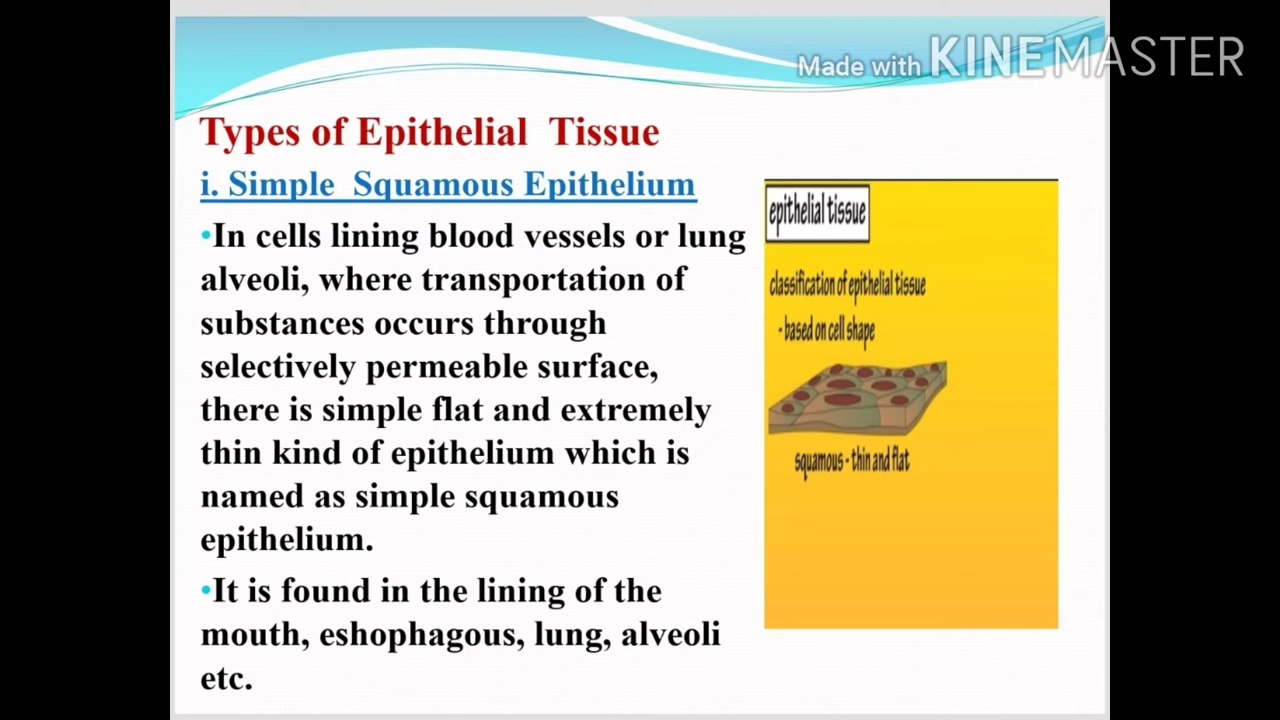 Made with KINEMASTER
Types of Epithelial Tissue
i. Simple Squamous Epithelium
•In cells lining blood vessels or lung
alveoli, where transportation of
substances occurs through
selectively permeable surface,
there is simple flat and extremely
thin kind of epithelium which is
named as simple squamous
epithelium.
•It is found in the lining of the
mouth, eshophagous, lung, alveoli
etc.
epithelial tissue
classification of epithelial tissue
- based on cell shape
squamous - thin and flat